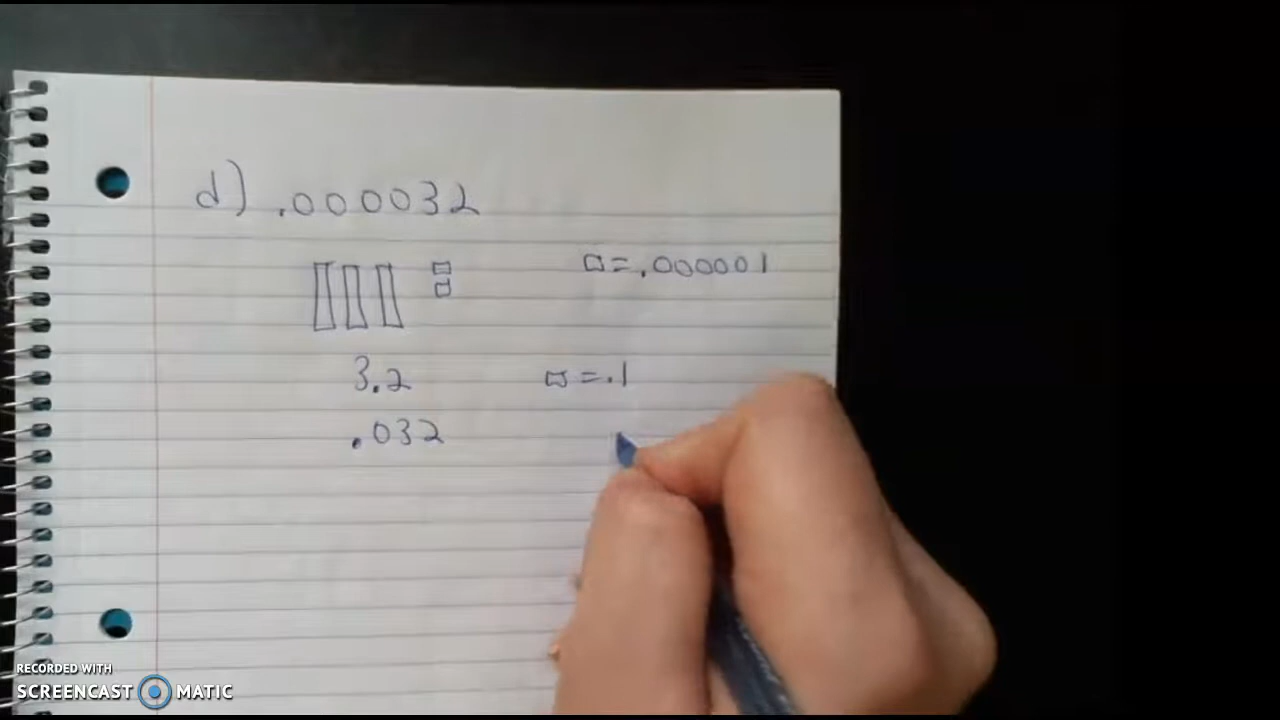 d) .000032
□=.000001
3.2 □=.1
.032
RECORDED WITH
SCREENCAST MATIC